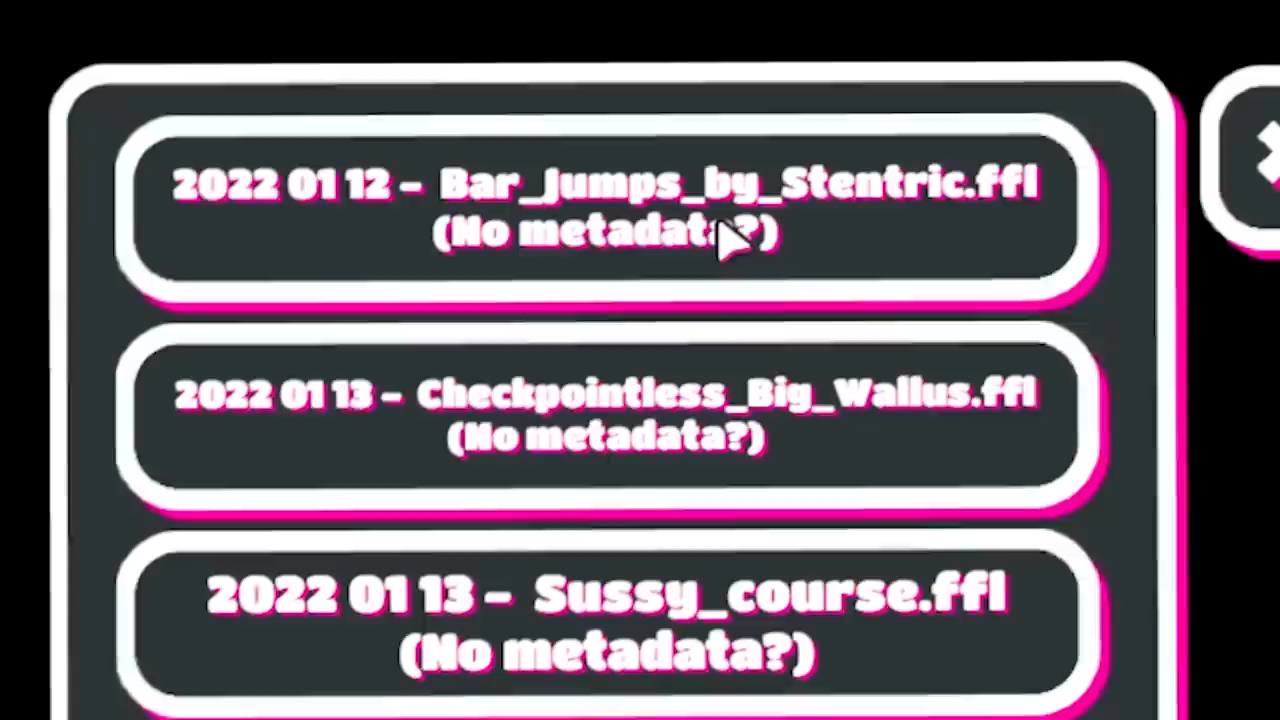 2022 01 12 - Bar_Jumps_by_Stentric.ffl
(No metadata?)
2022 01 13 - Checkpointless_Big_Wallus.ffl
(No metadata?)
2022 01 13 - Sussy_course.ffl
(No metadata?)